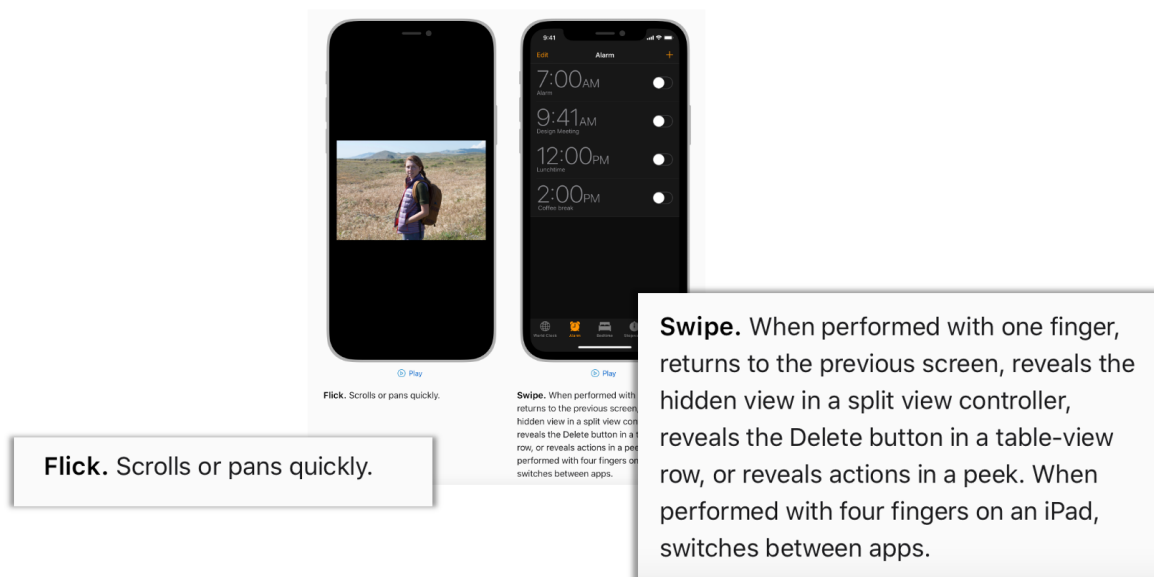 9:41
Edit Alarm +
7:00AM
Alarm
9:41AM
Design Meeting
12:00PM
Lunchtime
2:00PM
Coffee break
World Clock Alarm Bedtime
Play
Play
Flick. Scrolls or pans quickly.
Swipe. When performed with
returns to the previous screen,
hidden view in a split view con
reveals the Delete button in a t
row, or reveals actions in a pee
performed with four fingers on
switches between apps.
Flick. Scrolls or pans quickly.
Swipe. When performed with one finger,
returns to the previous screen, reveals the
hidden view in a split view controller,
reveals the Delete button in a table-view
row, or reveals actions in a peek. When
performed with four fingers on an iPad,
switches between apps.